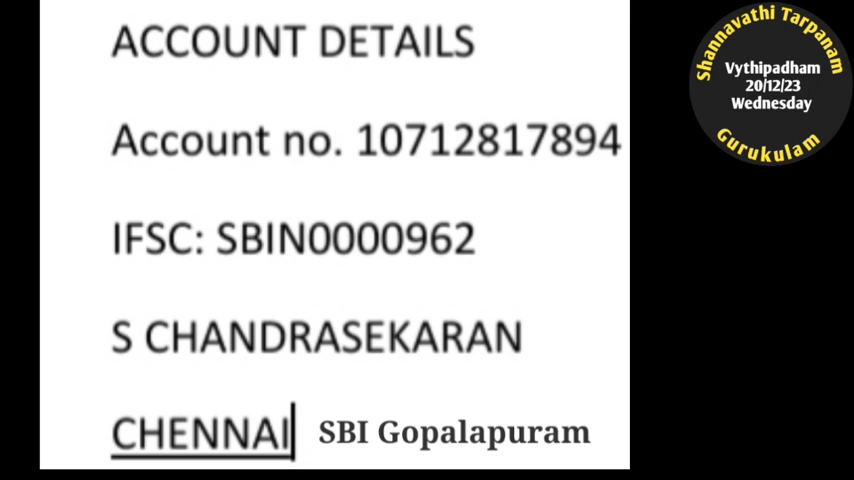 ACCOUNT DETAILS
Account no. 10712817894
IFSC: SBIN0000962
S CHANDRASEKARAN
CHENNAI SBI Gopalapuram
Shannavathi Tarpanam
Vythipadham
20/12/23
Wednesday
Gurukulam